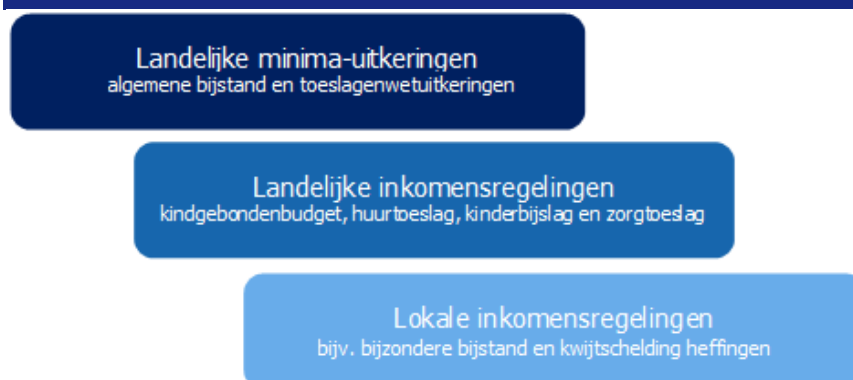 Landelijke minima-uitkeringen
algemene bijstand en toeslagenwetuitkeringen
Landelijke inkomensregelingen
kindgebondenbudget, huurtoeslag, kinderbijslag en zorgtoeslag
Lokale inkomensregelingen
bijv. bijzondere bijstand en kwijtschelding heffingen